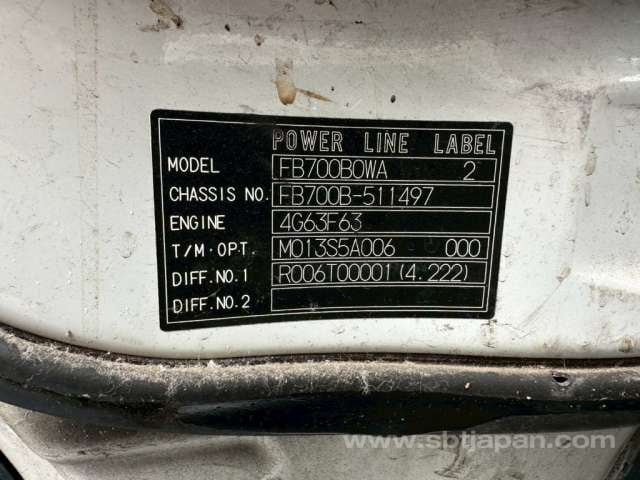 POWER LINE LABEL
MODEL FB700B0WA 2
CHASSIS NO. FB700B-511497
ENGINE 4G63F63
T/M·OPT. M013S5A006 000
DIFF.NO.1 R006T00001(4.222)
DIFF.NO.2
www.sbtjapan.com